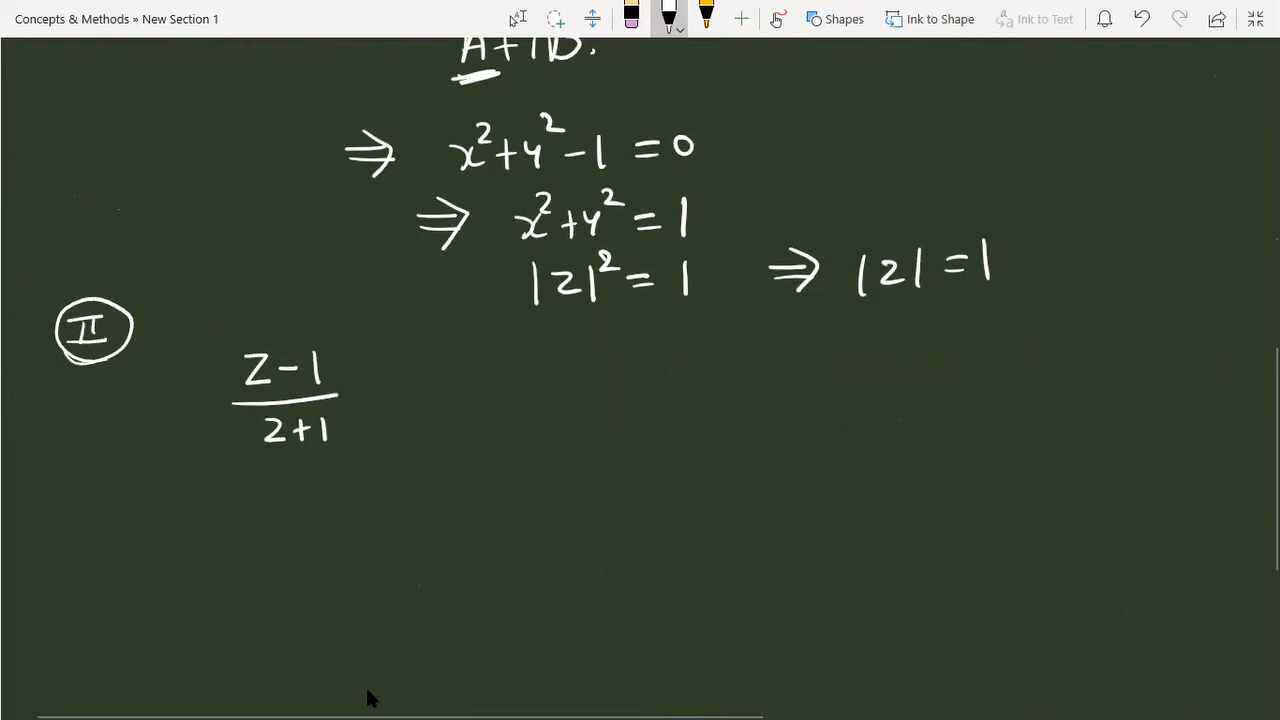 Concepts & Methods » New Section 1
Shapes
Ink to Shape
Ink to Text
A + iB.
⇒ x² + y² - 1 = 0
⇒ x² + y² = 1
|z|² = 1 ⇒ |z| = 1
II
z - 1
z + 1